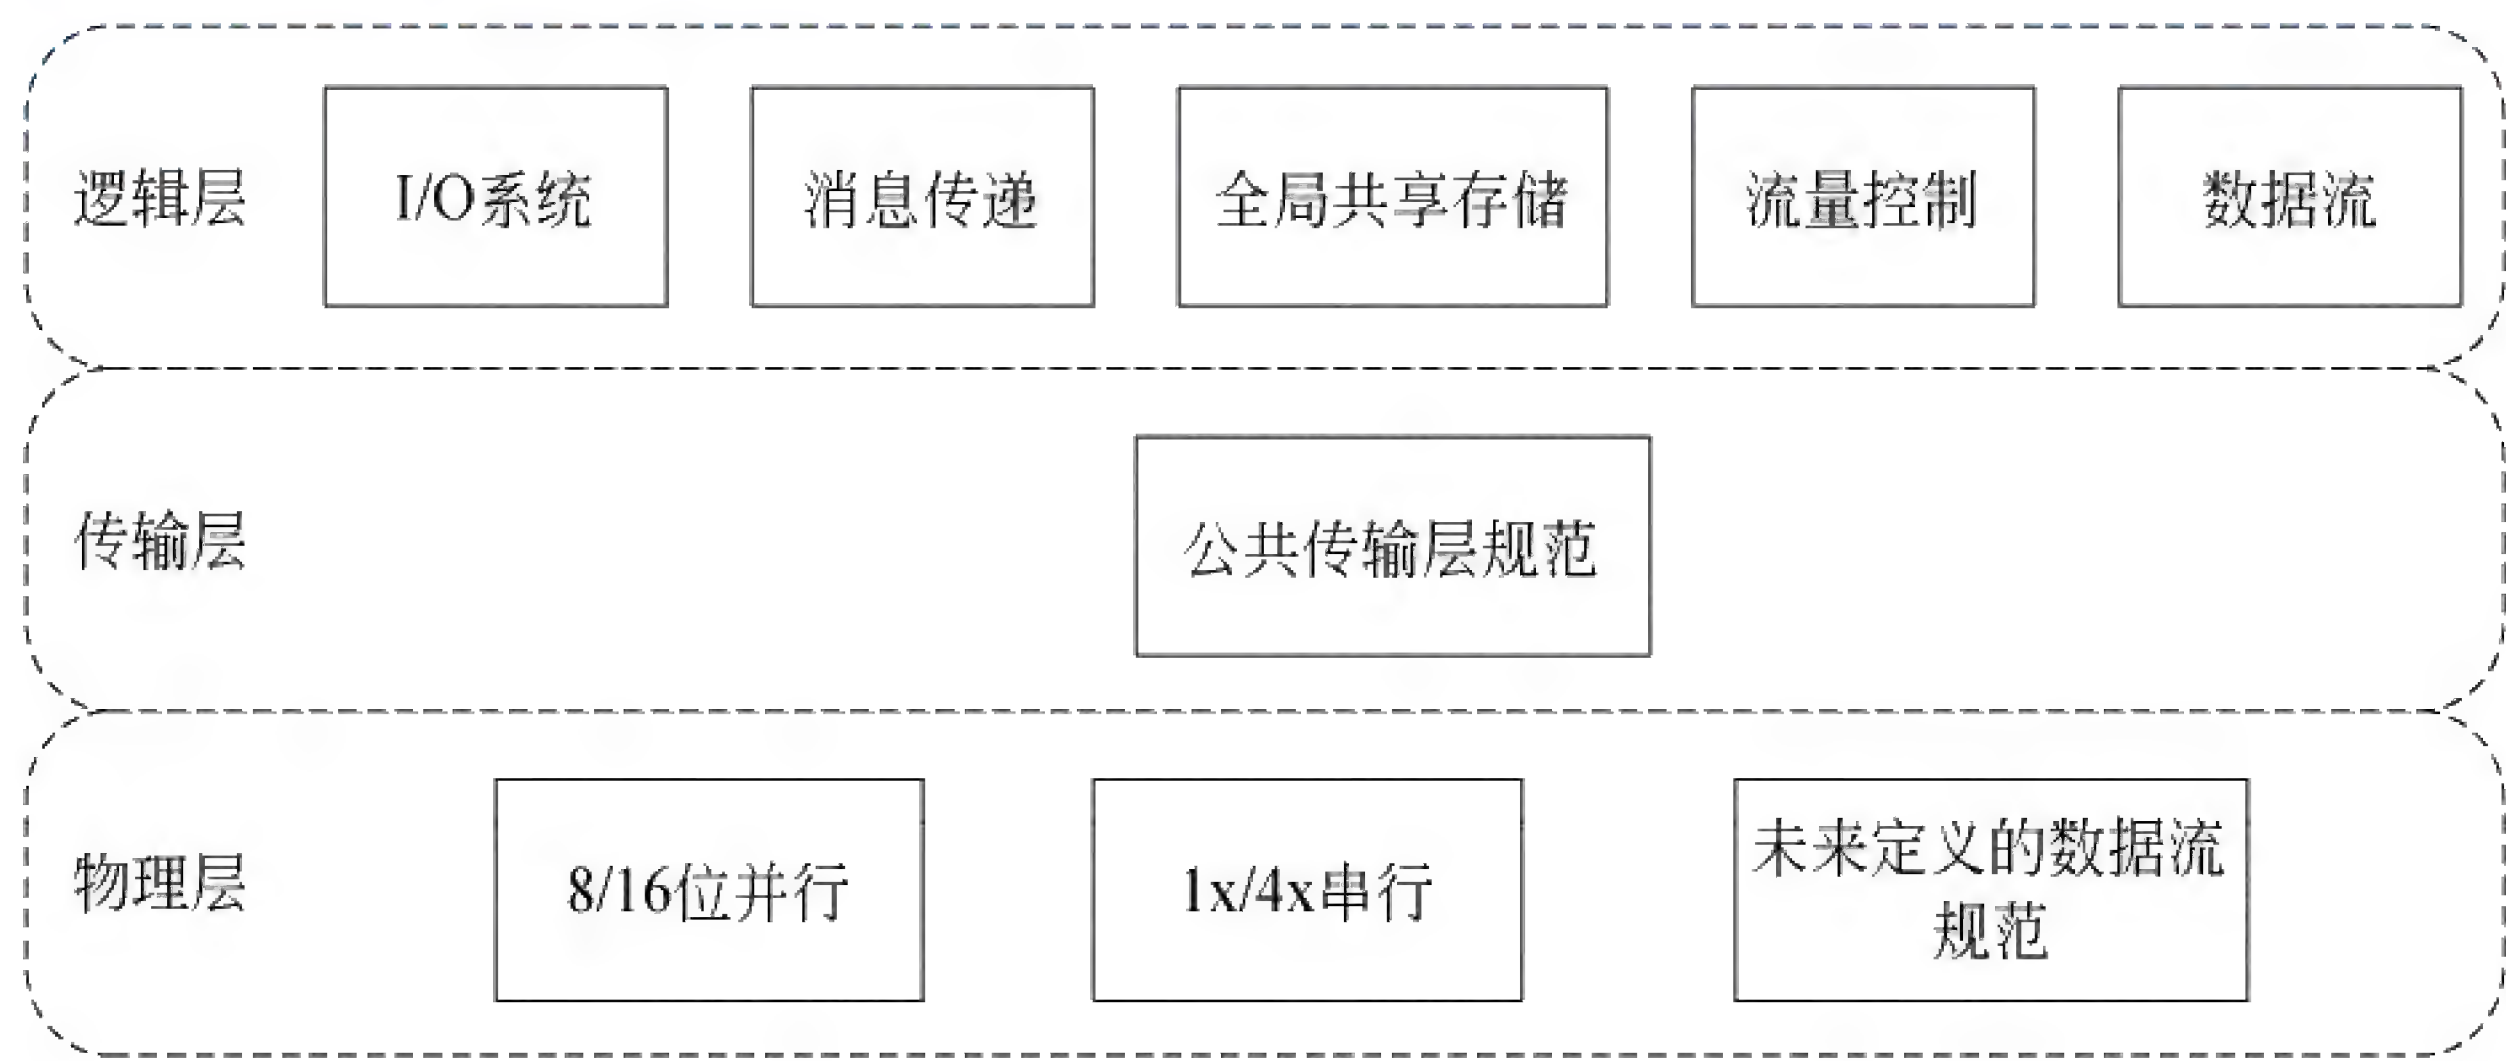 逻辑层
I/O系统
消息传递
全局共享存储
流量控制
数据流
传输层
公共传输层规范
物理层
8/16位并行
1x/4x串行
未来定义的数据流
规范